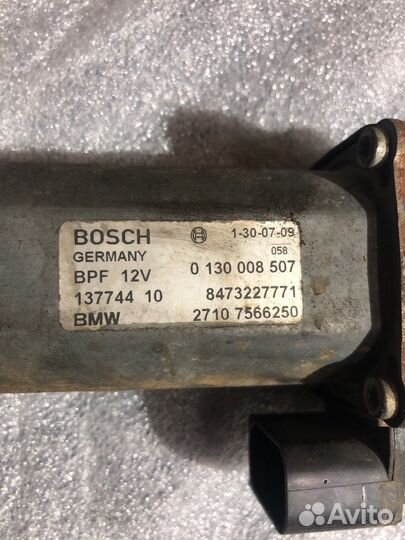 BOSCH 1-30-07-09
GERMANY 058
BPF 12V 0 130 008 507
137744 10 8473227771
BMW 2710 7566250
Avito